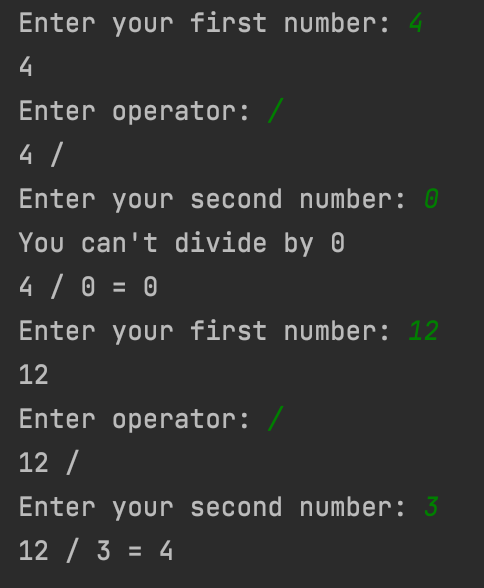 Enter your first number: 4
4
Enter operator: /
4 /
Enter your second number: 0
You can't divide by 0
4 / 0 = 0
Enter your first number: 12
12
Enter operator: /
12 /
Enter your second number: 3
12 / 3 = 4